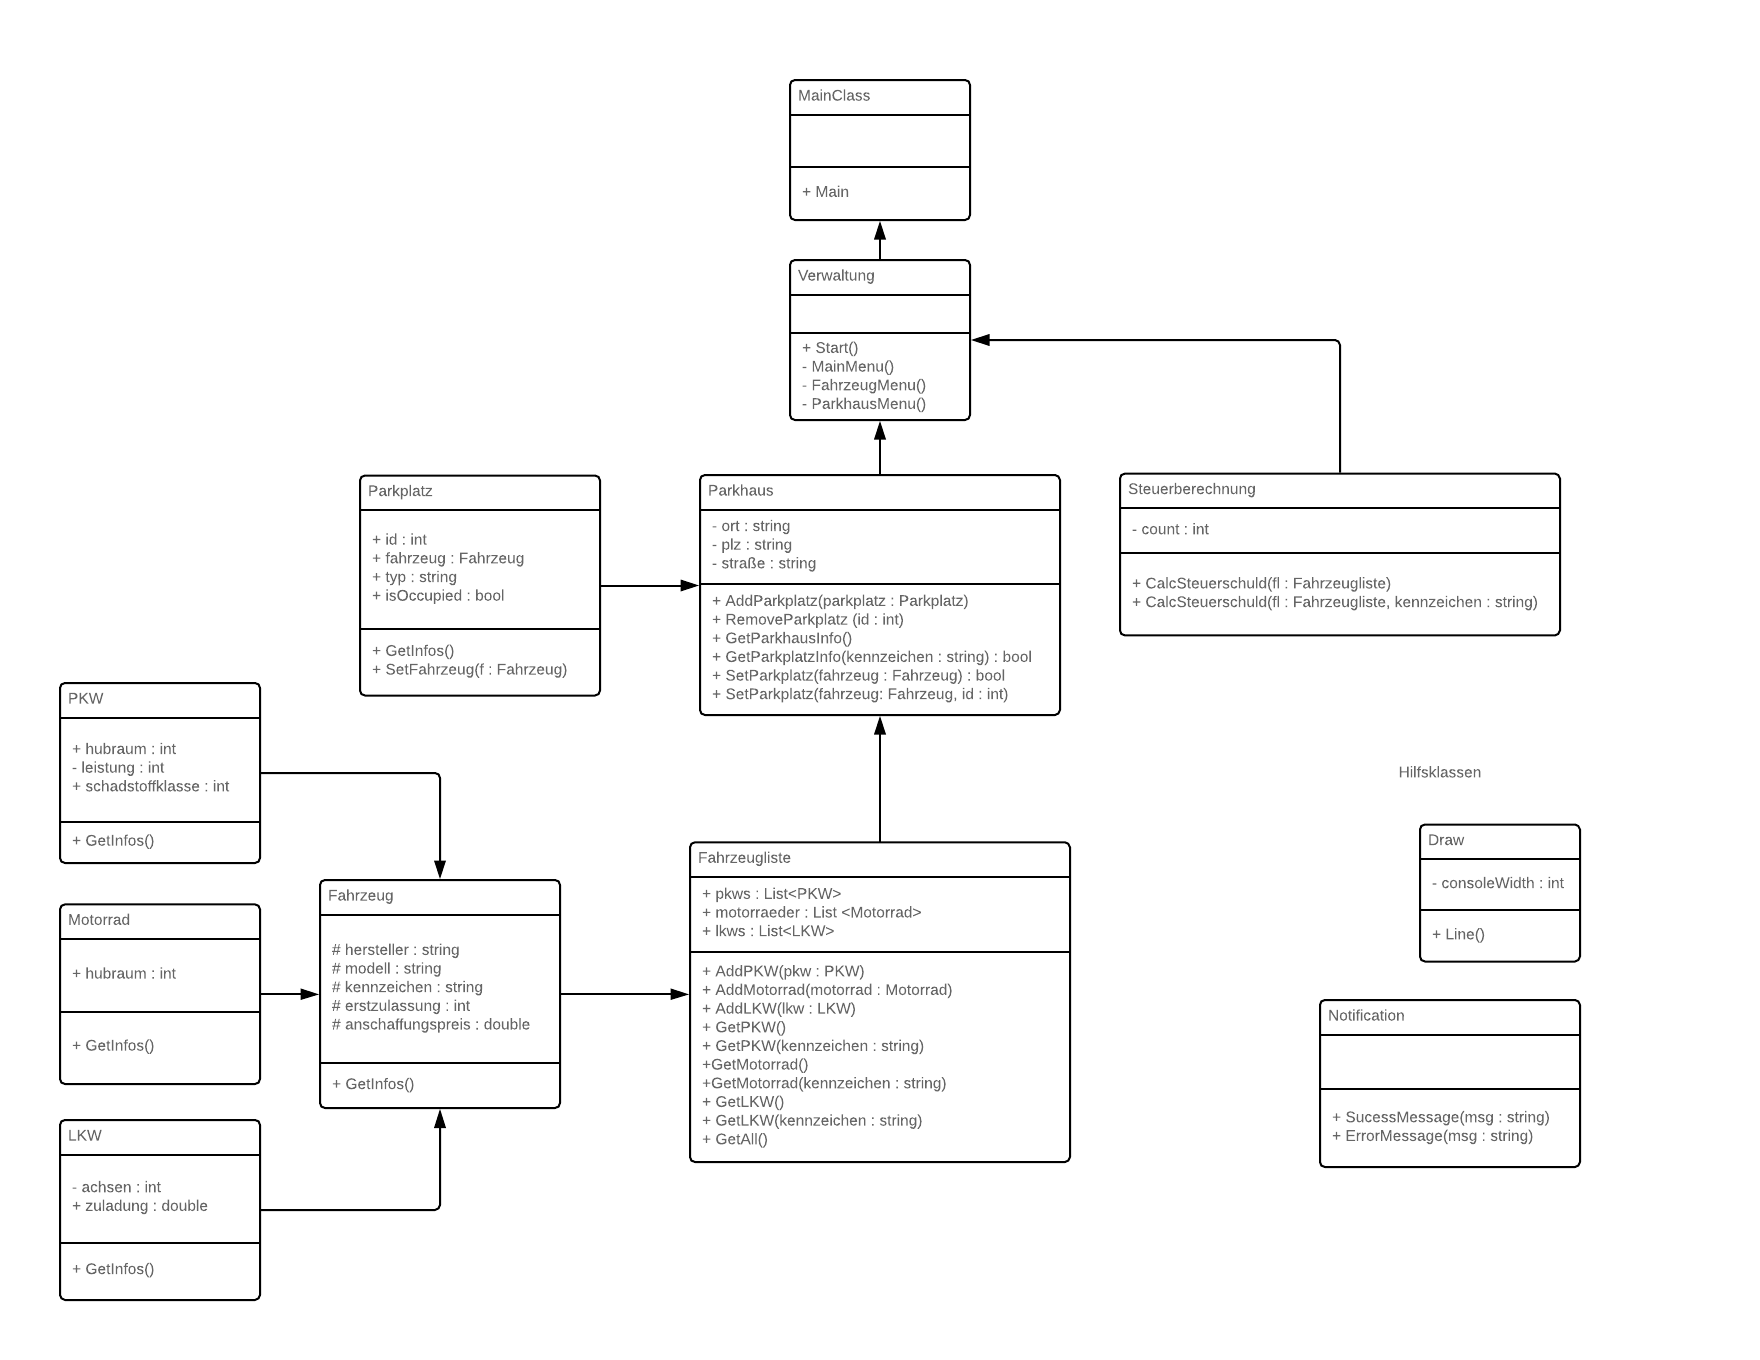 MainClass
+ Main
Verwaltung
+ Start()
- MainMenu()
- FahrzeugMenu()
- ParkhausMenu()
Parkplatz
+ id : int
+ fahrzeug : Fahrzeug
+ typ : string
+ isOccupied : bool
+ GetInfos()
+ SetFahrzeug(f : Fahrzeug)
Parkhaus
- ort : string
- plz : string
- straße : string
+ AddParkplatz(parkplatz : Parkplatz)
+ RemoveParkplatz (id : int)
+ GetParkhausInfo()
+ GetParkplatzInfo(kennzeichen : string) : bool
+ SetParkplatz(fahrzeug : Fahrzeug) : bool
+ SetParkplatz(fahrzeug: Fahrzeug, id : int)
Steuerberechnung
- count : int
+ CalcSteuerschuld(fl : Fahrzeugliste)
+ CalcSteuerschuld(fl : Fahrzeugliste, kennzeichen : string)
PKW
+ hubraum : int
- leistung : int
+ schadstoffklasse : int
+ GetInfos()
Motorrad
+ hubraum : int
+ GetInfos()
LKW
- achsen : int
+ zuladung : double
+ GetInfos()
Fahrzeug
# hersteller : string
# modell : string
# kennzeichen : string
# erstzulassung : int
# anschaffungspreis : double
+ GetInfos()
Fahrzeugliste
+ pkws : List<PKW>
+ motorraeder : List <Motorrad>
+ lkws : List<LKW>
+ AddPKW(pkw : PKW)
+ AddMotorrad(motorrad : Motorrad)
+ AddLKW(lkw : LKW)
+ GetPKW()
+ GetPKW(kennzeichen : string)
+GetMotorrad()
+GetMotorrad(kennzeichen : string)
+ GetLKW()
+ GetLKW(kennzeichen : string)
+ GetAll()
Hilfsklassen
Draw
- consoleWidth : int
+ Line()
Notification
+ SucessMessage(msg : string)
+ ErrorMessage(msg : string)